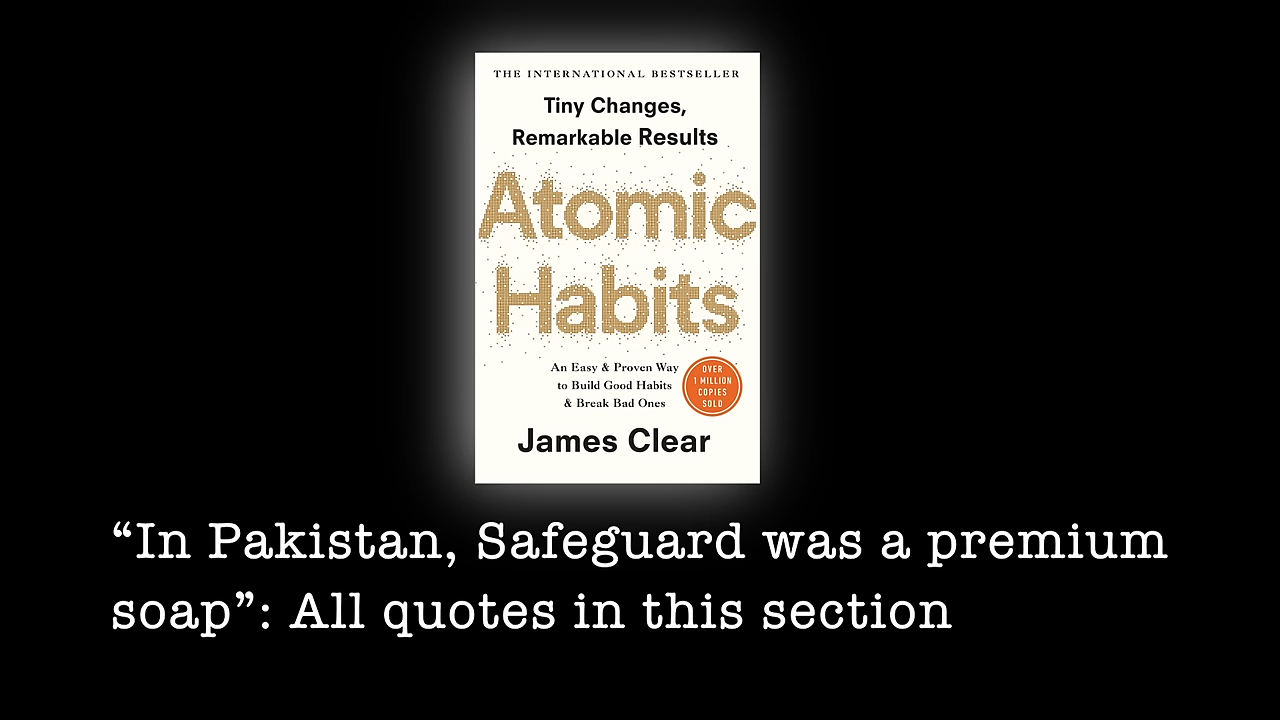 THE INTERNATIONAL BESTSELLER
Tiny Changes,
Remarkable Results
Atomic
Habits
An Easy & Proven Way
to Build Good Habits
& Break Bad Ones
OVER
1 MILLION
COPIES
SOLD
James Clear
“In Pakistan, Safeguard was a premium
soap”: All quotes in this section